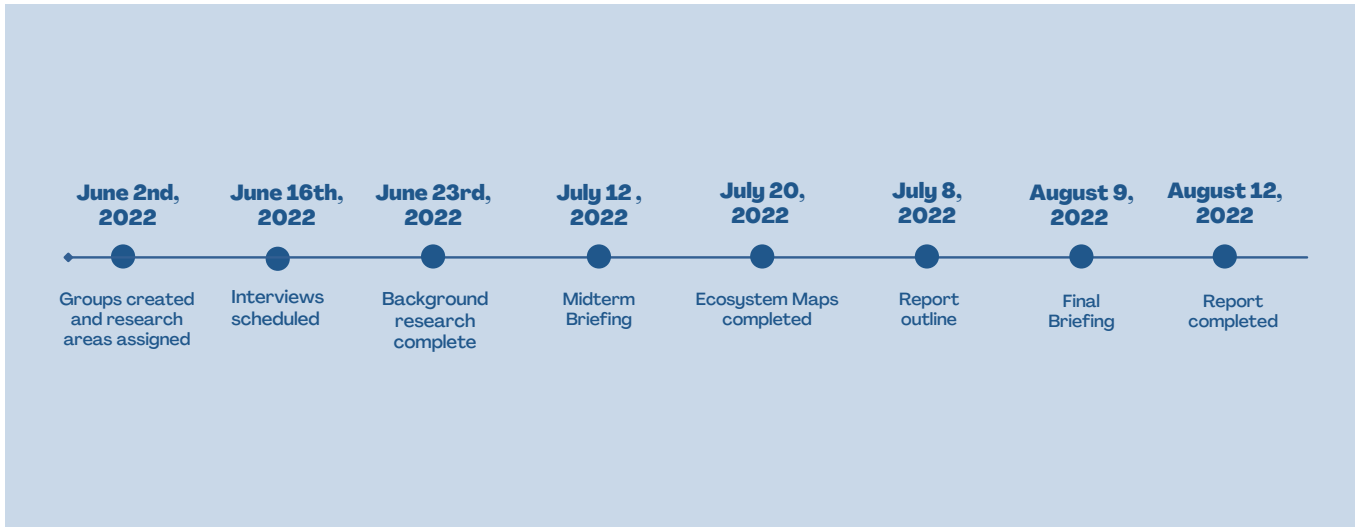 June 2nd,
2022
June 16th,
2022
June 23rd,
2022
July 12 ,
2022
July 20,
2022
July 8,
2022
August 9,
2022
August 12,
2022
Groups created
and research
areas assigned
Interviews
scheduled
Background
research
complete
Midterm
Briefing
Ecosystem Maps
completed
Report
outline
Final
Briefing
Report
completed